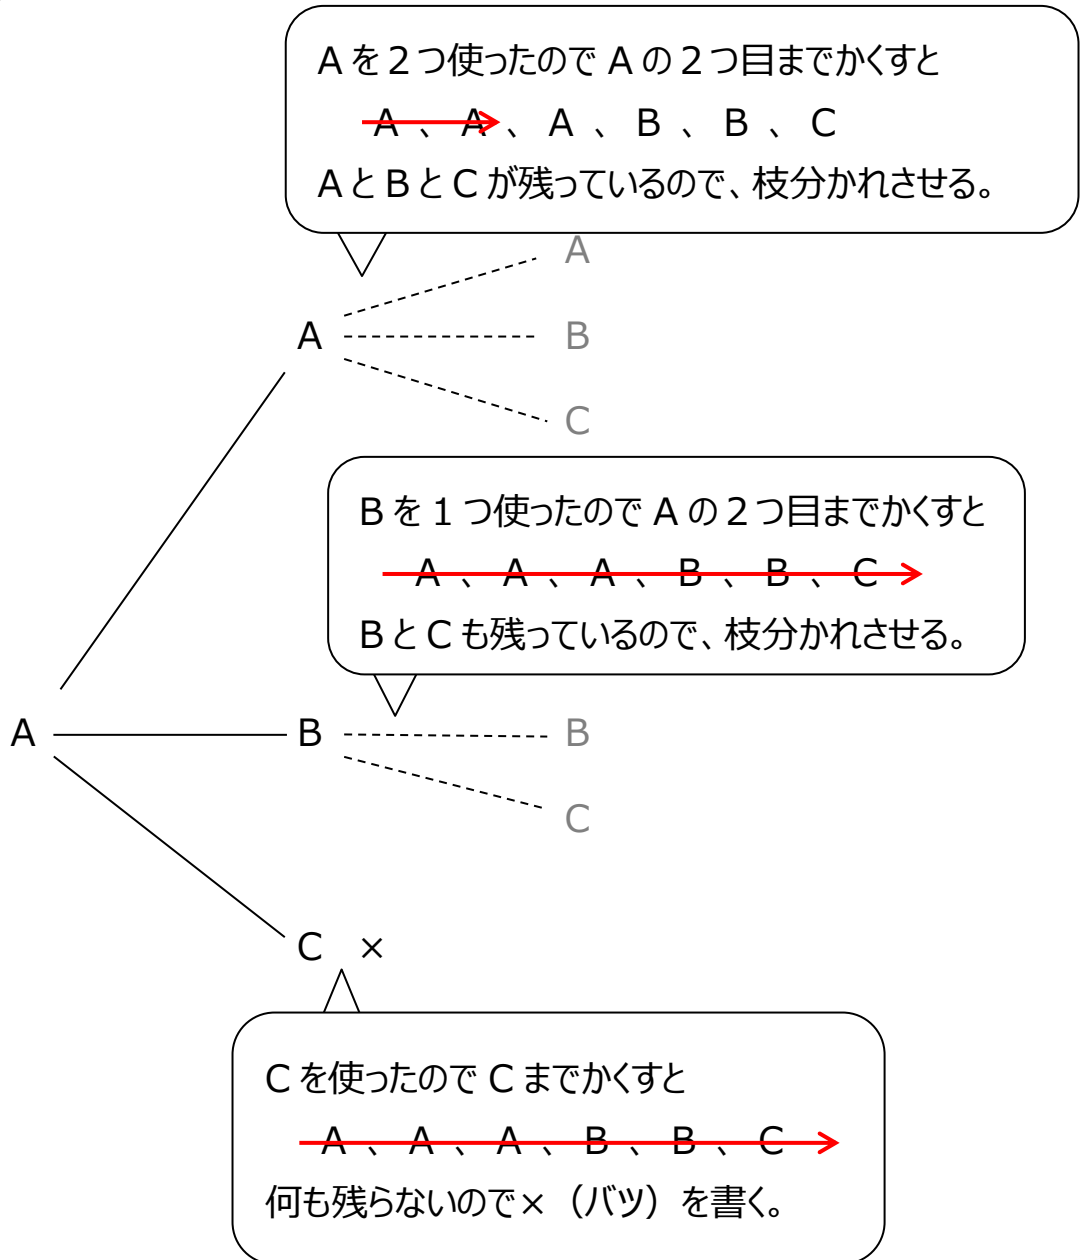 Aを2つ使ったのでAの2つ目までかくすと
A、A、A、B、B、C
AとBとCが残っているので、枝分かれさせる。
A
A
B
C
Bを1つ使ったのでAの2つ目までかくすと
A、A、A、B、B、C
BとCも残っているので、枝分かれさせる。
A
B
B
C
C ×
Cを使ったのでCまでかくすと
A、A、A、B、B、C
何も残らないので×(バツ)を書く。